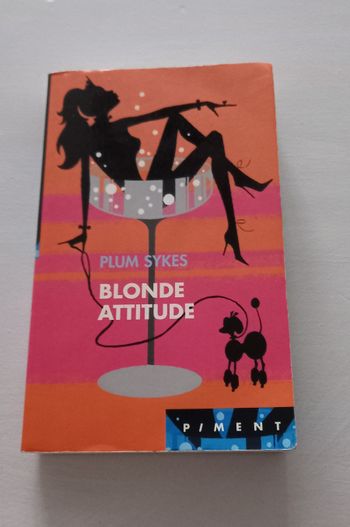 PLUM SYKES
BLONDE
ATTITUDE
PIMENT